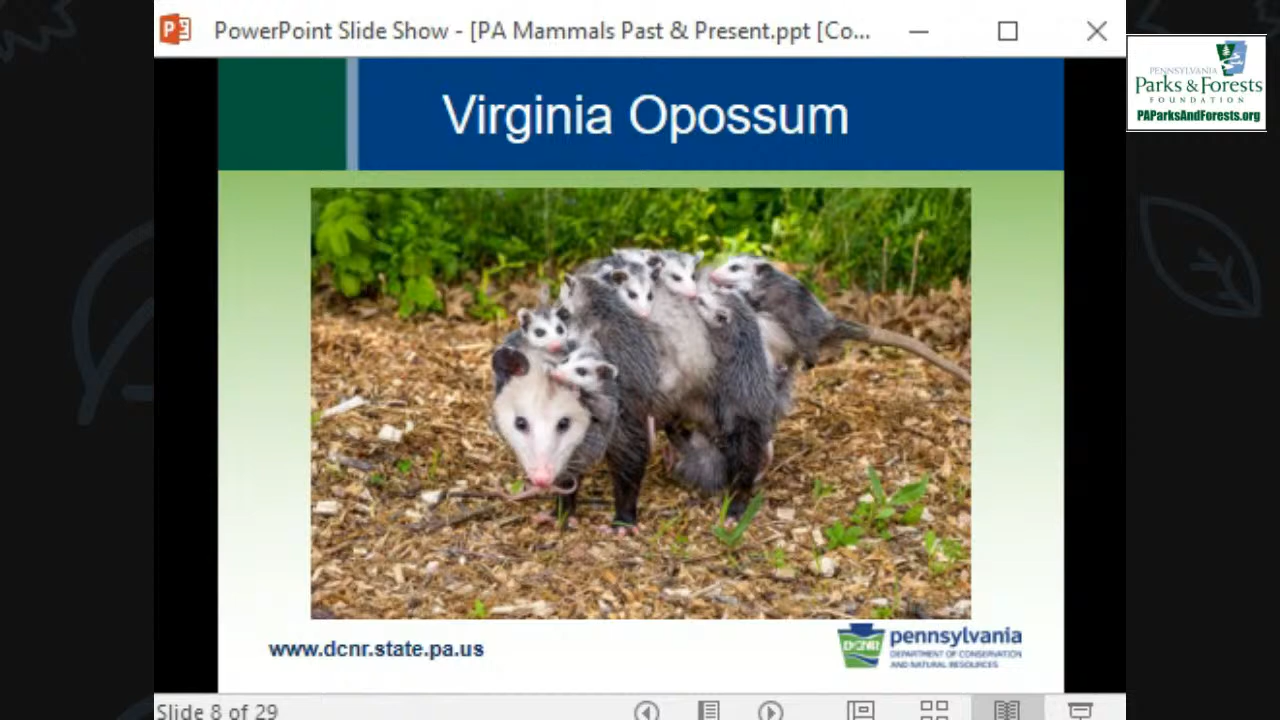 PowerPoint Slide Show - [PA Mammals Past & Present.ppt [Co...
PENNSYLVANIA
Parks & Forests
FOUNDATION
PAParksAndForests.org
Virginia Opossum
www.dcnr.state.pa.us
DCNR
pennsylvania
DEPARTMENT OF CONSERVATION
AND NATURAL RESOURCES
Slide 8 of 29